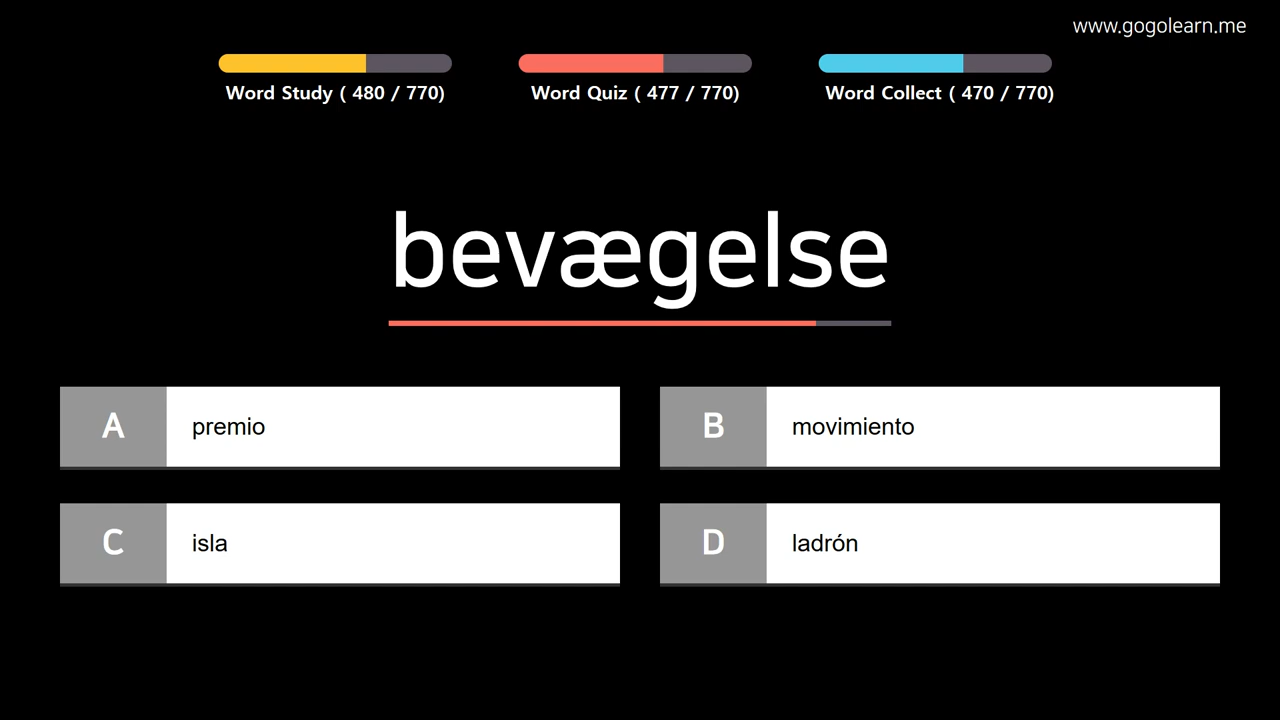 www.gogolearn.me
Word Study ( 480 / 770)
Word Quiz ( 477 / 770)
Word Collect ( 470 / 770)
bevægelse
A premio
B movimiento
C isla
D ladrón